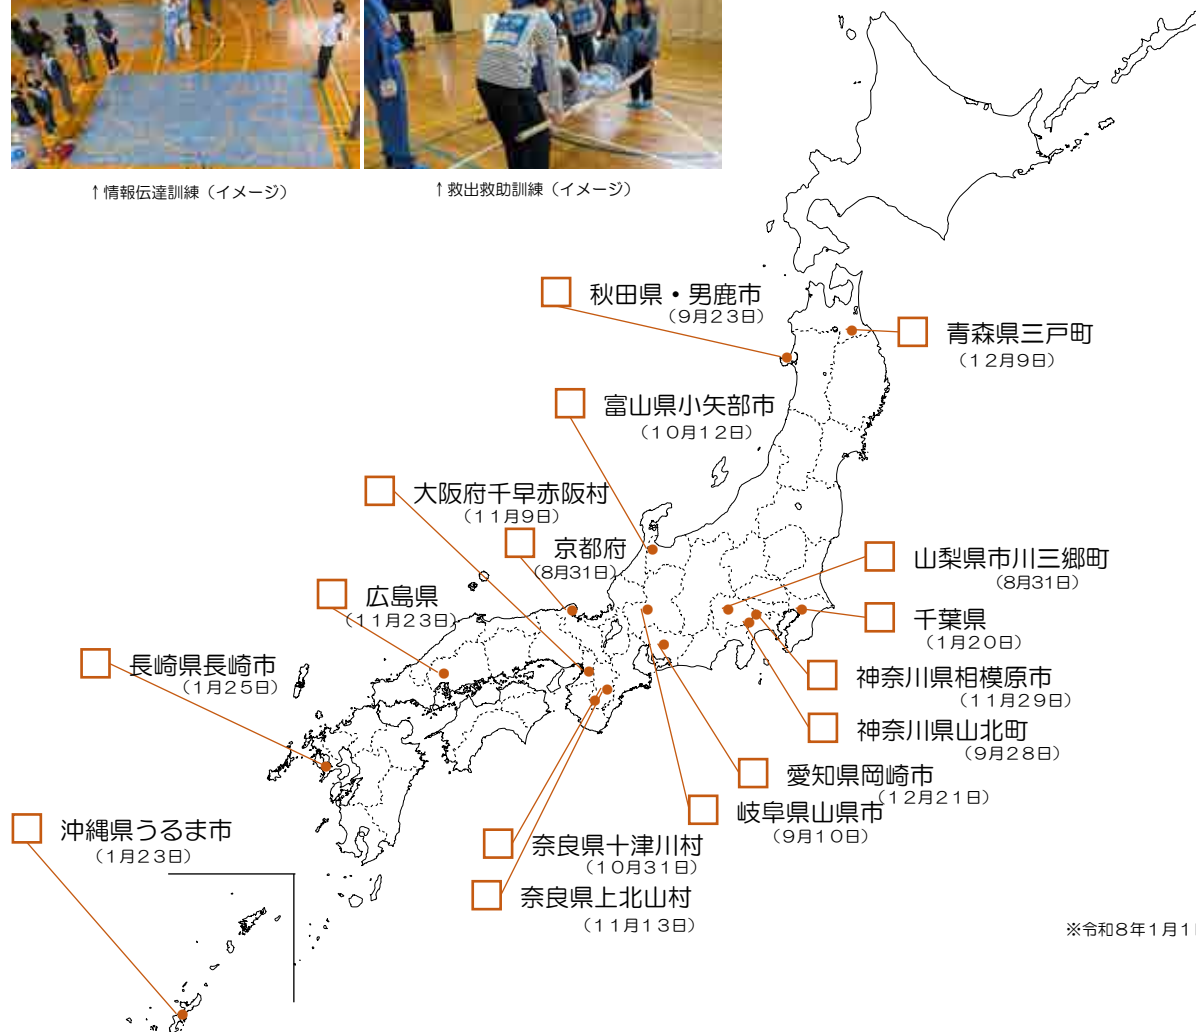 ↑情報伝達訓練（イメージ）
↑救出救助訓練（イメージ）
秋田県・男鹿市
（9月23日）
青森県三戸町
（12月9日）
富山県小矢部市
（10月12日）
大阪府千早赤阪村
（11月9日）
京都府
（8月31日）
山梨県市川三郷町
（8月31日）
広島県
（11月23日）
千葉県
（1月20日）
長崎県長崎市
（1月25日）
神奈川県相模原市
（11月29日）
神奈川県山北町
（9月28日）
愛知県岡崎市
（12月21日）
岐阜県山県市
（9月10日）
沖縄県うるま市
（1月23日）
奈良県十津川村
（10月31日）
奈良県上北山村
（11月13日）
※令和8年1月1